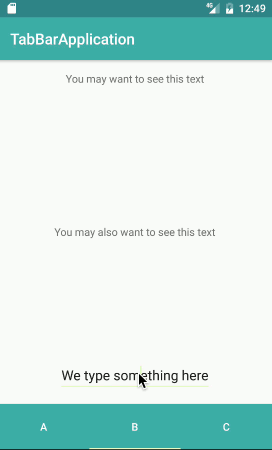 4G 12:49
TabBarApplication
You may want to see this text
You may also want to see this text
We type something here
A B C